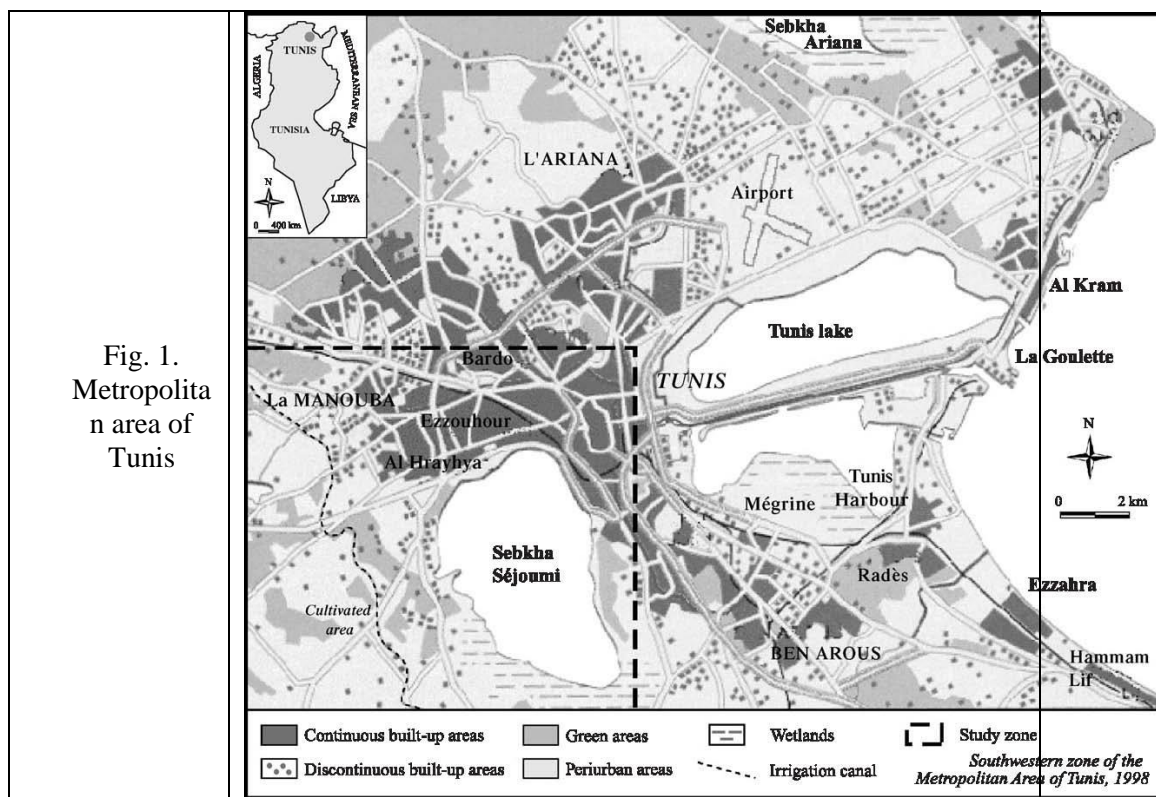 Fig. 1.
Metropolita
n area of
Tunis
TUNIS
ALGERIA
MEDITERRANEAN SEA
TUNISIA
LIBYA
N
0 400 km
Sebkha
Ariana
L'ARIANA
Airport
Al Kram
Tunis lake
La Goulette
Bardo
TUNIS
La MANOUBA
Ezzouhour
Al Hrayhya
N
0 2 km
Tunis
Harbour
Mégrine
Sebkha
Séjoumi
Radès
Ezzahra
Cultivated
area
BEN AROUS
Hammam
Lif
Continuous built-up areas
Green areas
Wetlands
Study zone
Discontinuous built-up areas
Periurban areas
Irrigation canal
Southwestern zone of the
Metropolitan Area of Tunis, 1998